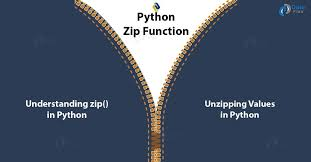 Python
Zip Function
Understanding zip()
in Python
Unzipping Values
in Python